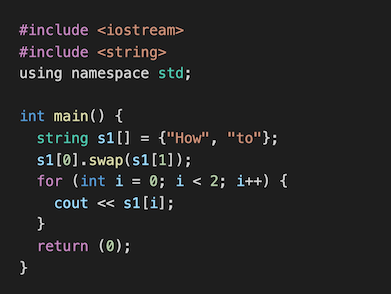 #include <iostream>
#include <string>
using namespace std;

int main() {
  string s1[] = {"How", "to"};
  s1[0].swap(s1[1]);
  for (int i = 0; i < 2; i++) {
    cout << s1[i];
  }
  return (0);
}